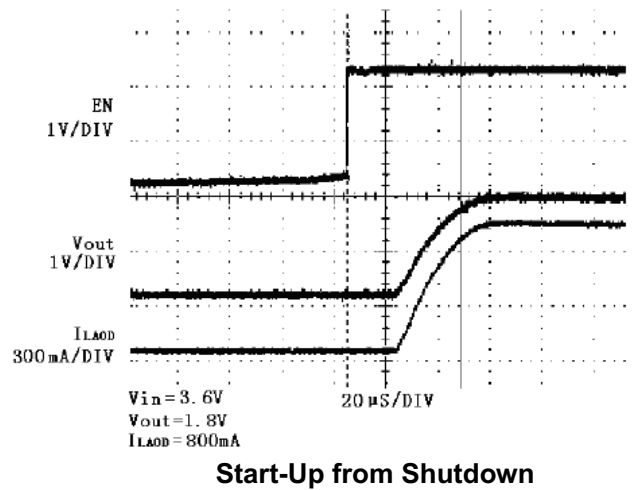 EN
1V/DIV
Vout
1V/DIV
ILAOD
300mA/DIV
Vin=3.6V
20μS/DIV
Vout=1.8V
ILAOD=800mA
Start-Up from Shutdown